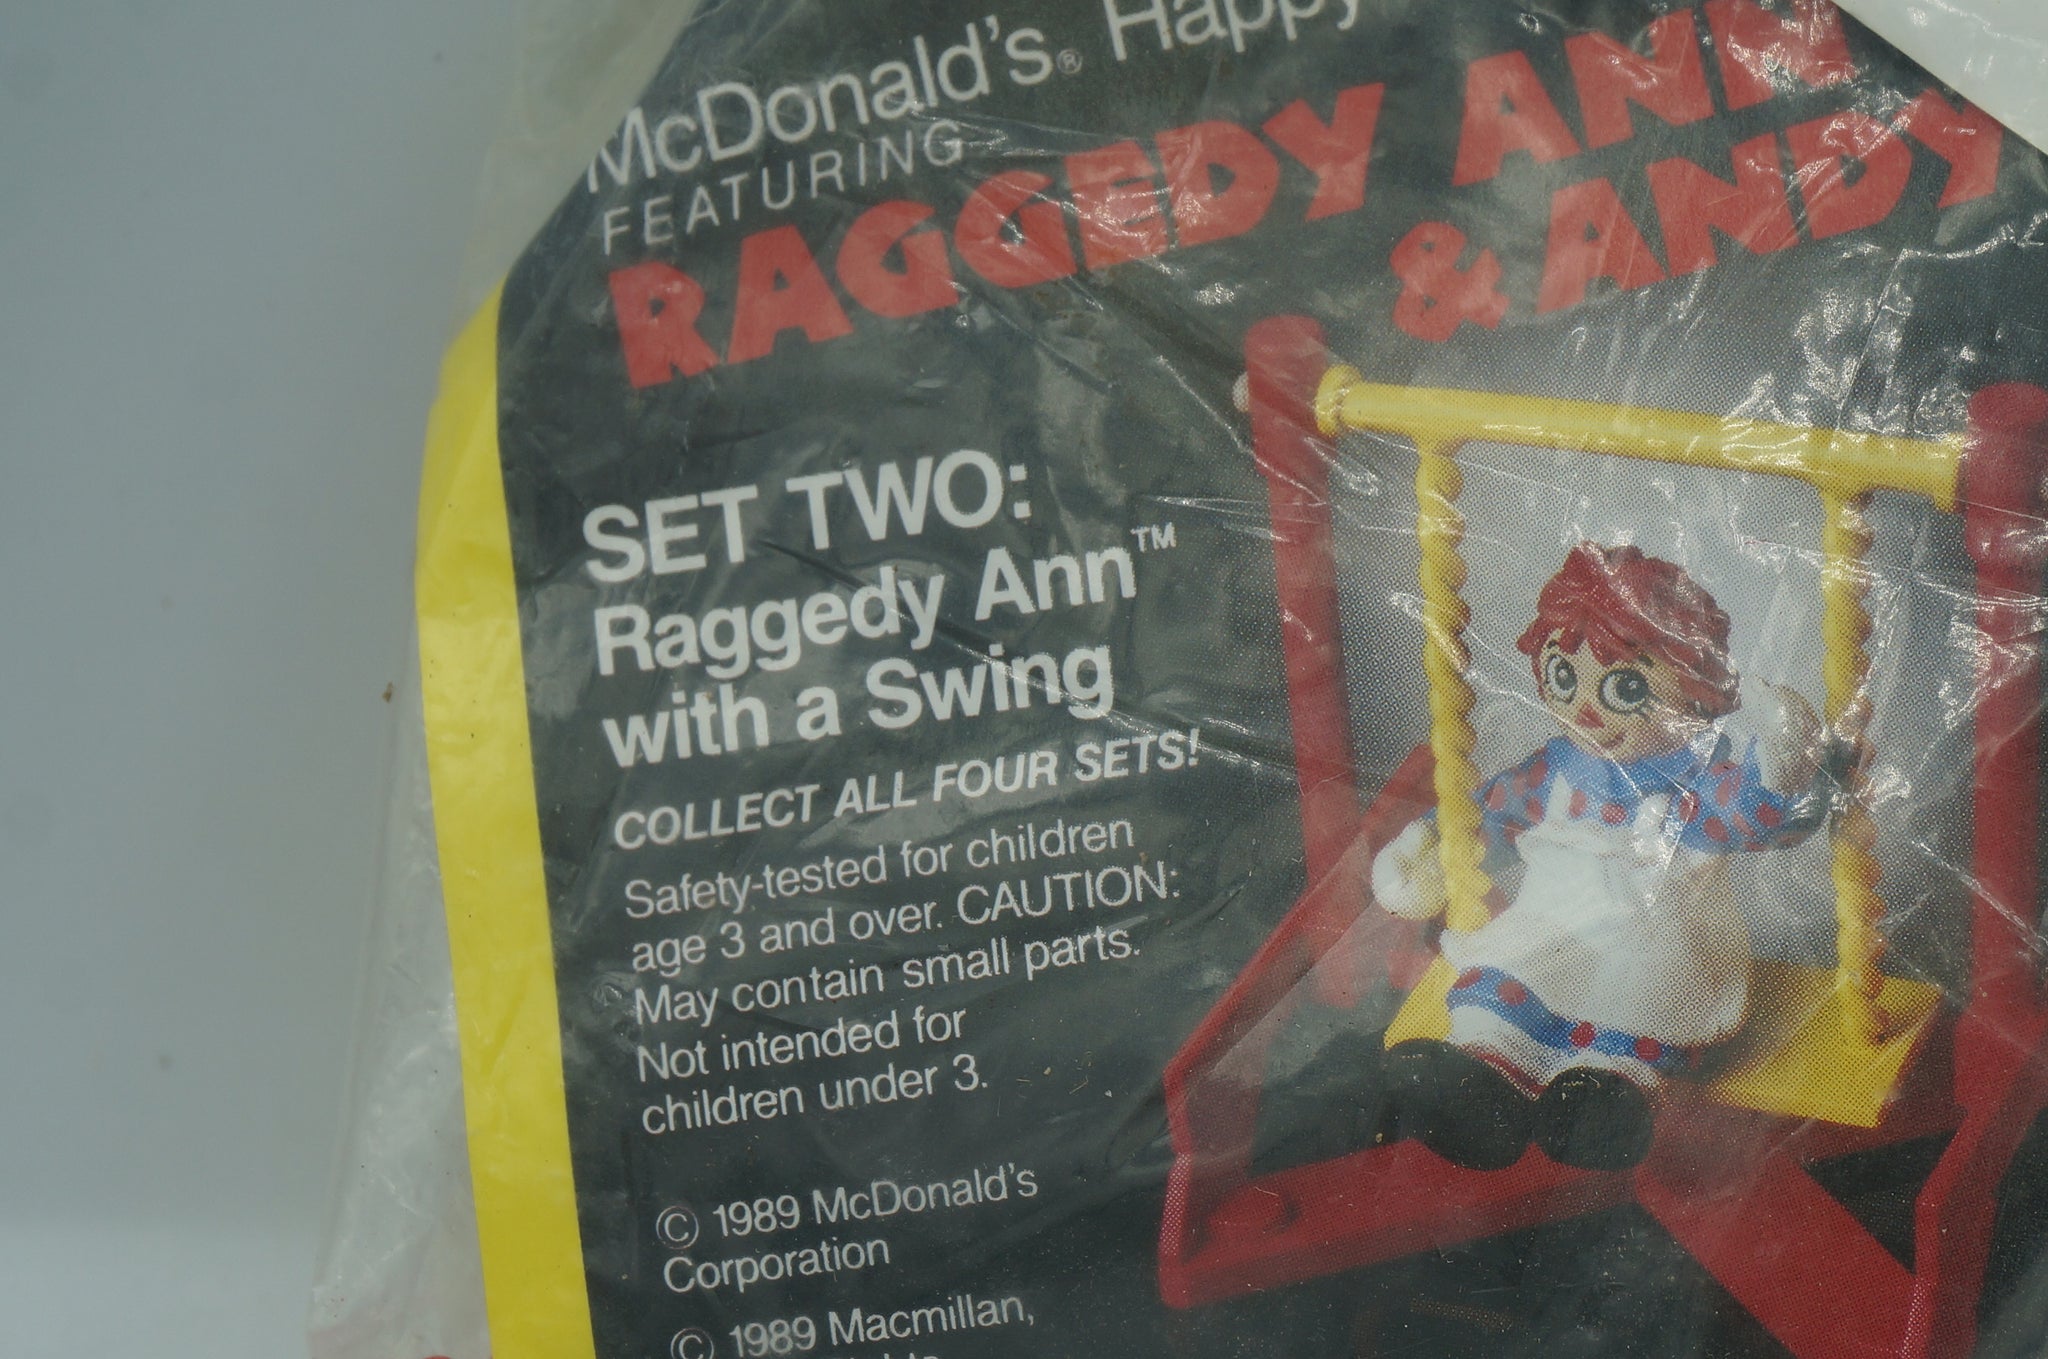 McDonald's® Happy
FEATURING
RAGGEDY ANN
& ANDY
SET TWO:
Raggedy Ann™
with a Swing
COLLECT ALL FOUR SETS!
Safety-tested for children
age 3 and over. CAUTION:
May contain small parts.
Not intended for
children under 3.
© 1989 McDonald's
Corporation
© 1989 Macmillan,